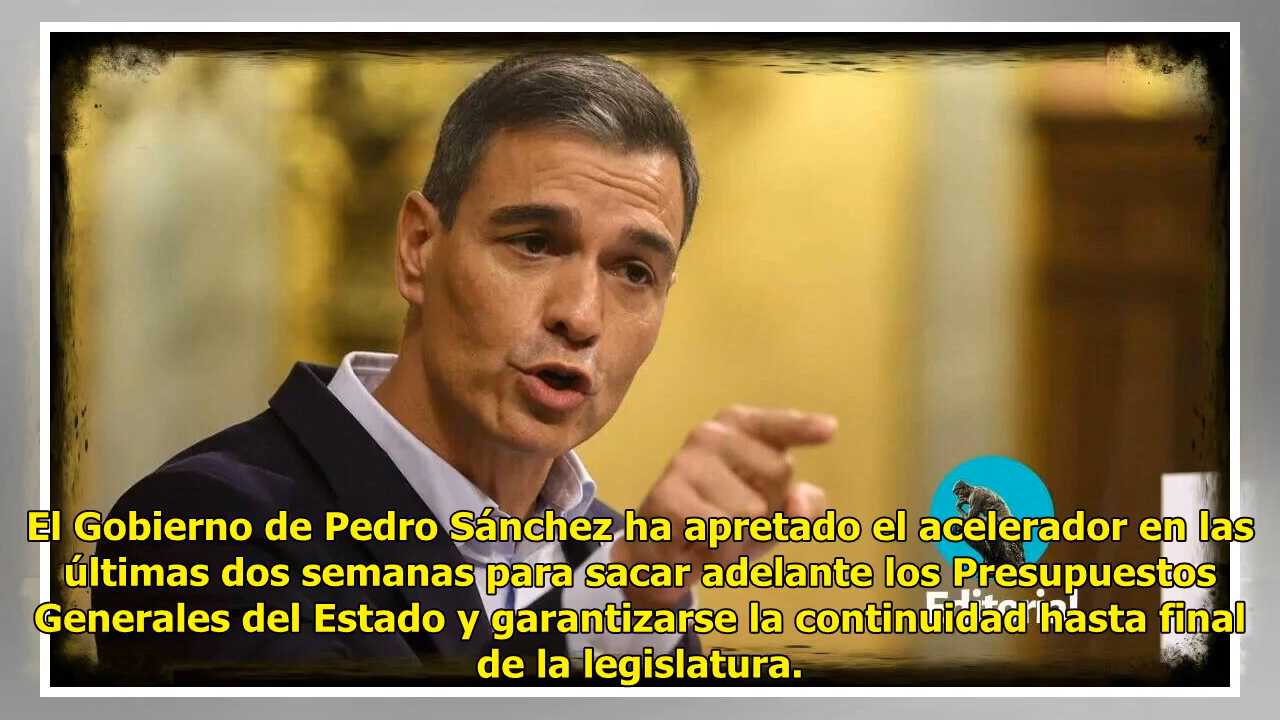 El Gobierno de Pedro Sánchez ha apretado el acelerador en las
últimas dos semanas para sacar adelante los Presupuestos
Editorial
Generales del Estado y garantizarse la continuidad hasta final
de la legislatura.